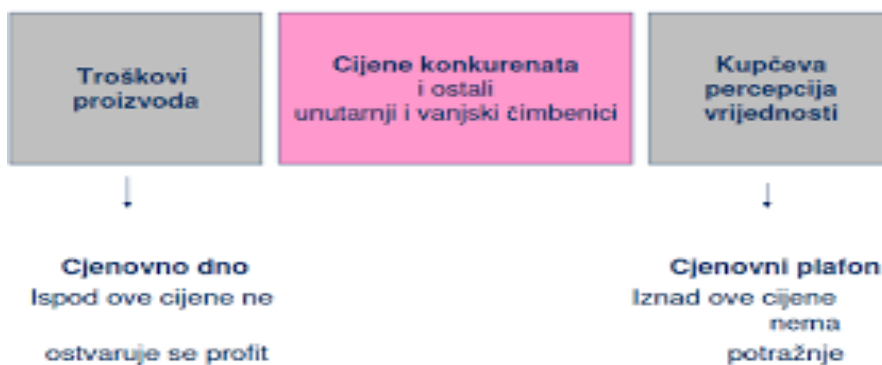 Troškovi
proizvoda
Cijene konkurenata
i ostali
unutarnji i vanjski čimbenici
Kupčeva
percepcija
vrijednosti
Cjenovno dno
Ispod ove cijene ne
ostvaruje se profit
Cjenovni plafon
Iznad ove cijene
nema
potražnje